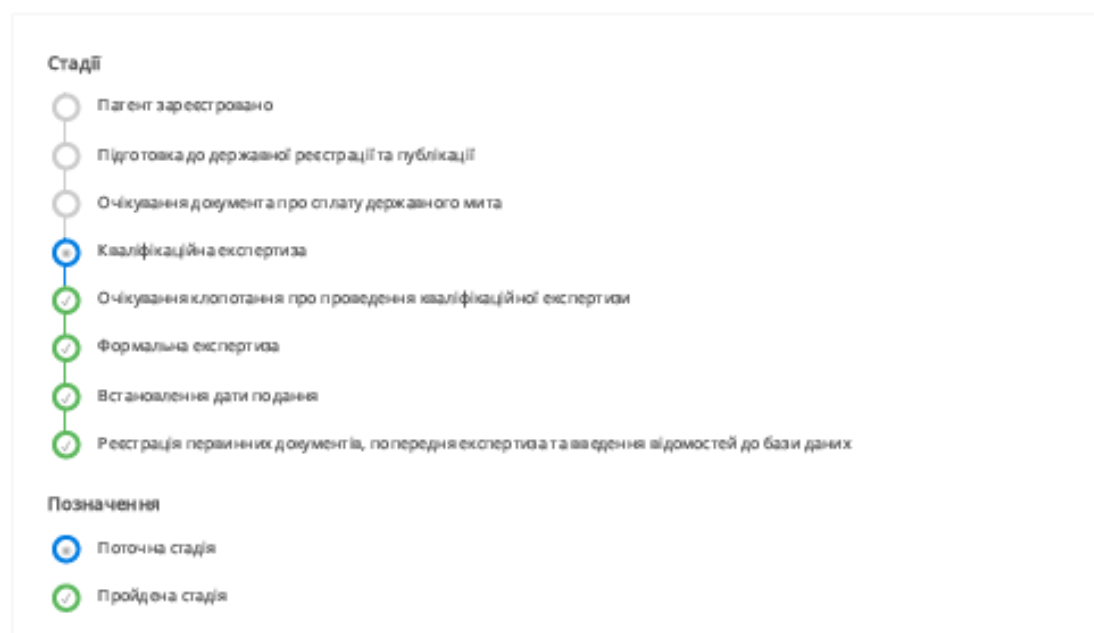 Стадії
Патент зареєстровано
Підготовка до державної реєстрації та публікації
Очікування документа про сплату державного мита
Кваліфікаційна експертиза
Очікування клопотання про проведення кваліфікаційної експертизи
Формальна експертиза
Встановлення дати подання
Реєстрація первинних документів, попередня експертиза та введення відомостей до бази даних
Позначення
Поточна стадія
Пройдена стадія